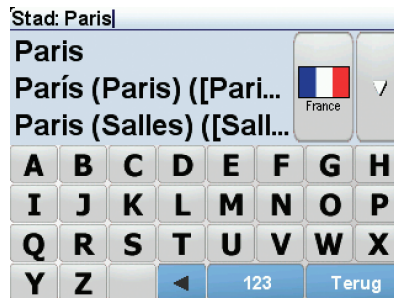 Stad: Paris
Paris
París (Paris) ([Pari...
Paris (Salles) ([Sall...
France
A B C D E F G H
I J K L M N O P
Q R S T U V W X
Y Z 123 Terug